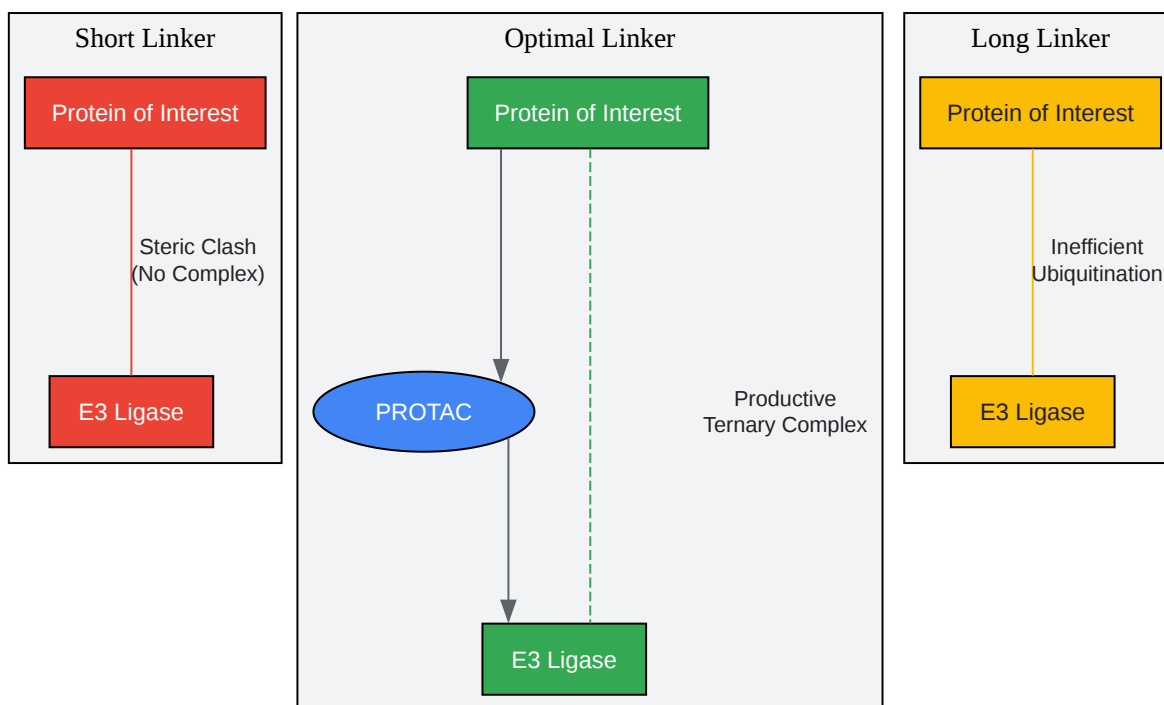 Short Linker
Protein of Interest
Steric Clash
(No Complex)
E3 Ligase
Optimal Linker
Protein of Interest
PROTAC
Productive
Ternary Complex
E3 Ligase
Long Linker
Protein of Interest
Inefficient
Ubiquitination
E3 Ligase